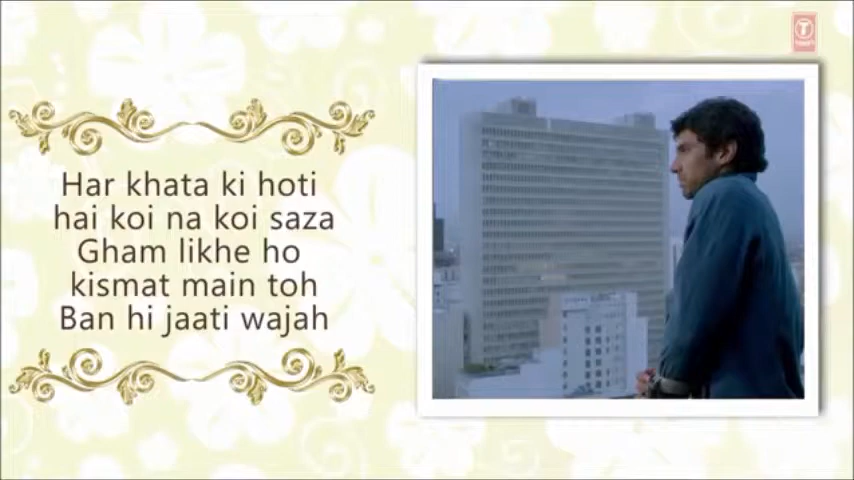 Har khata ki hoti
hai koi na koi saza
Gham likhe ho
kismat main toh
Ban hi jaati wajah